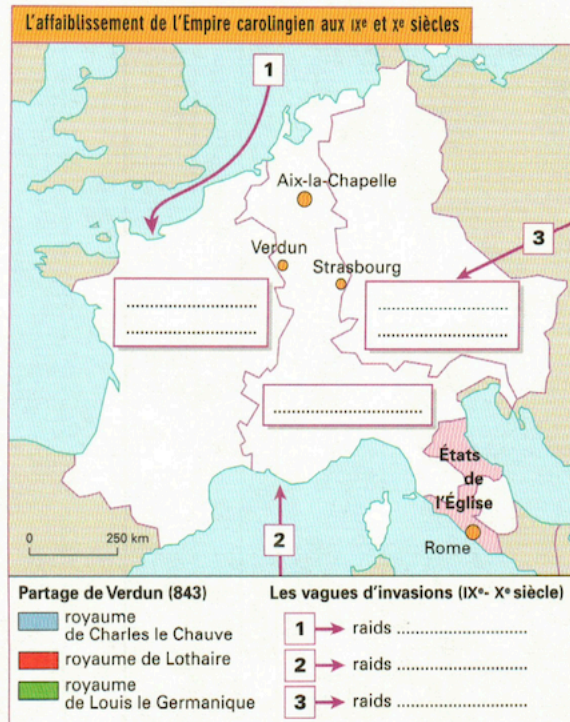 L'affaiblissement de l'Empire carolingien aux IXe et Xe siècles
1
Aix-la-Chapelle
3
Verdun
Strasbourg
..............................
..............................
..............................
..............................
..................................
États
de
l'Église
0 250 km
2
Rome
Partage de Verdun (843)
royaume
de Charles le Chauve
royaume de Lothaire
royaume
de Louis le Germanique
Les vagues d'invasions (IXe- Xe siècle)
1 raids ..............................
2 raids ..............................
3 raids ..............................